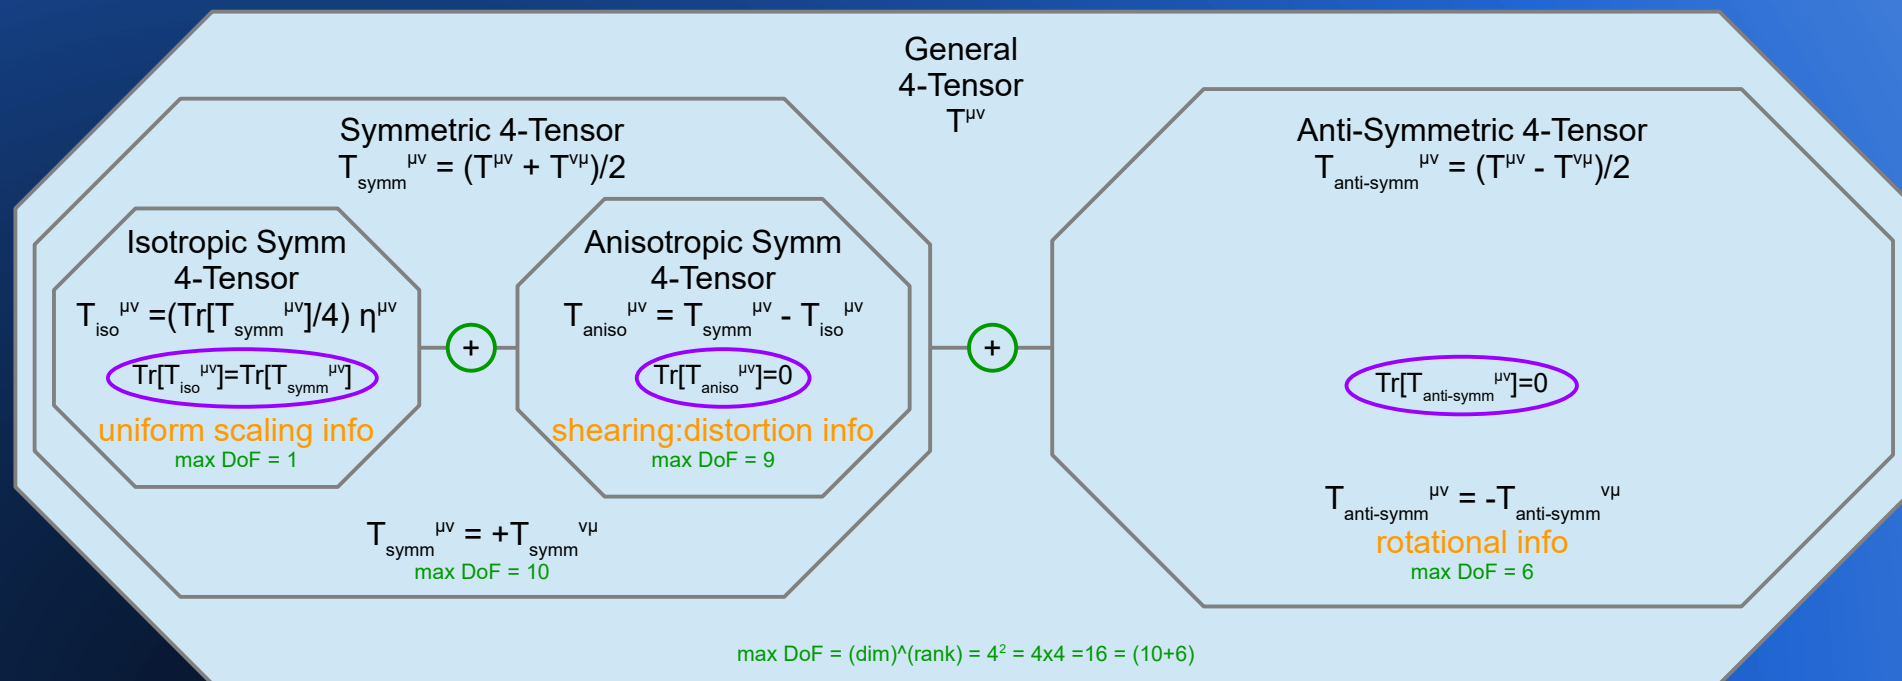 General
4-Tensor
T^μν
Symmetric 4-Tensor
T_symm^μν = (T^μν + T^νμ)/2
Isotropic Symm
4-Tensor
T_iso^μν =(Tr[T_symm^μν]/4) η^μν
Tr[T_iso^μν]=Tr[T_symm^μν]
uniform scaling info
max DoF = 1
+
Anisotropic Symm
4-Tensor
T_aniso^μν = T_symm^μν - T_iso^μν
Tr[T_aniso^μν]=0
shearing:distortion info
max DoF = 9
T_symm^μν = +T_symm^νμ
max DoF = 10
+
Anti-Symmetric 4-Tensor
T_anti-symm^μν = (T^μν - T^νμ)/2
Tr[T_anti-symm^μν]=0
T_anti-symm^μν = -T_anti-symm^νμ
rotational info
max DoF = 6
max DoF = (dim)^(rank) = 4² = 4x4 =16 = (10+6)